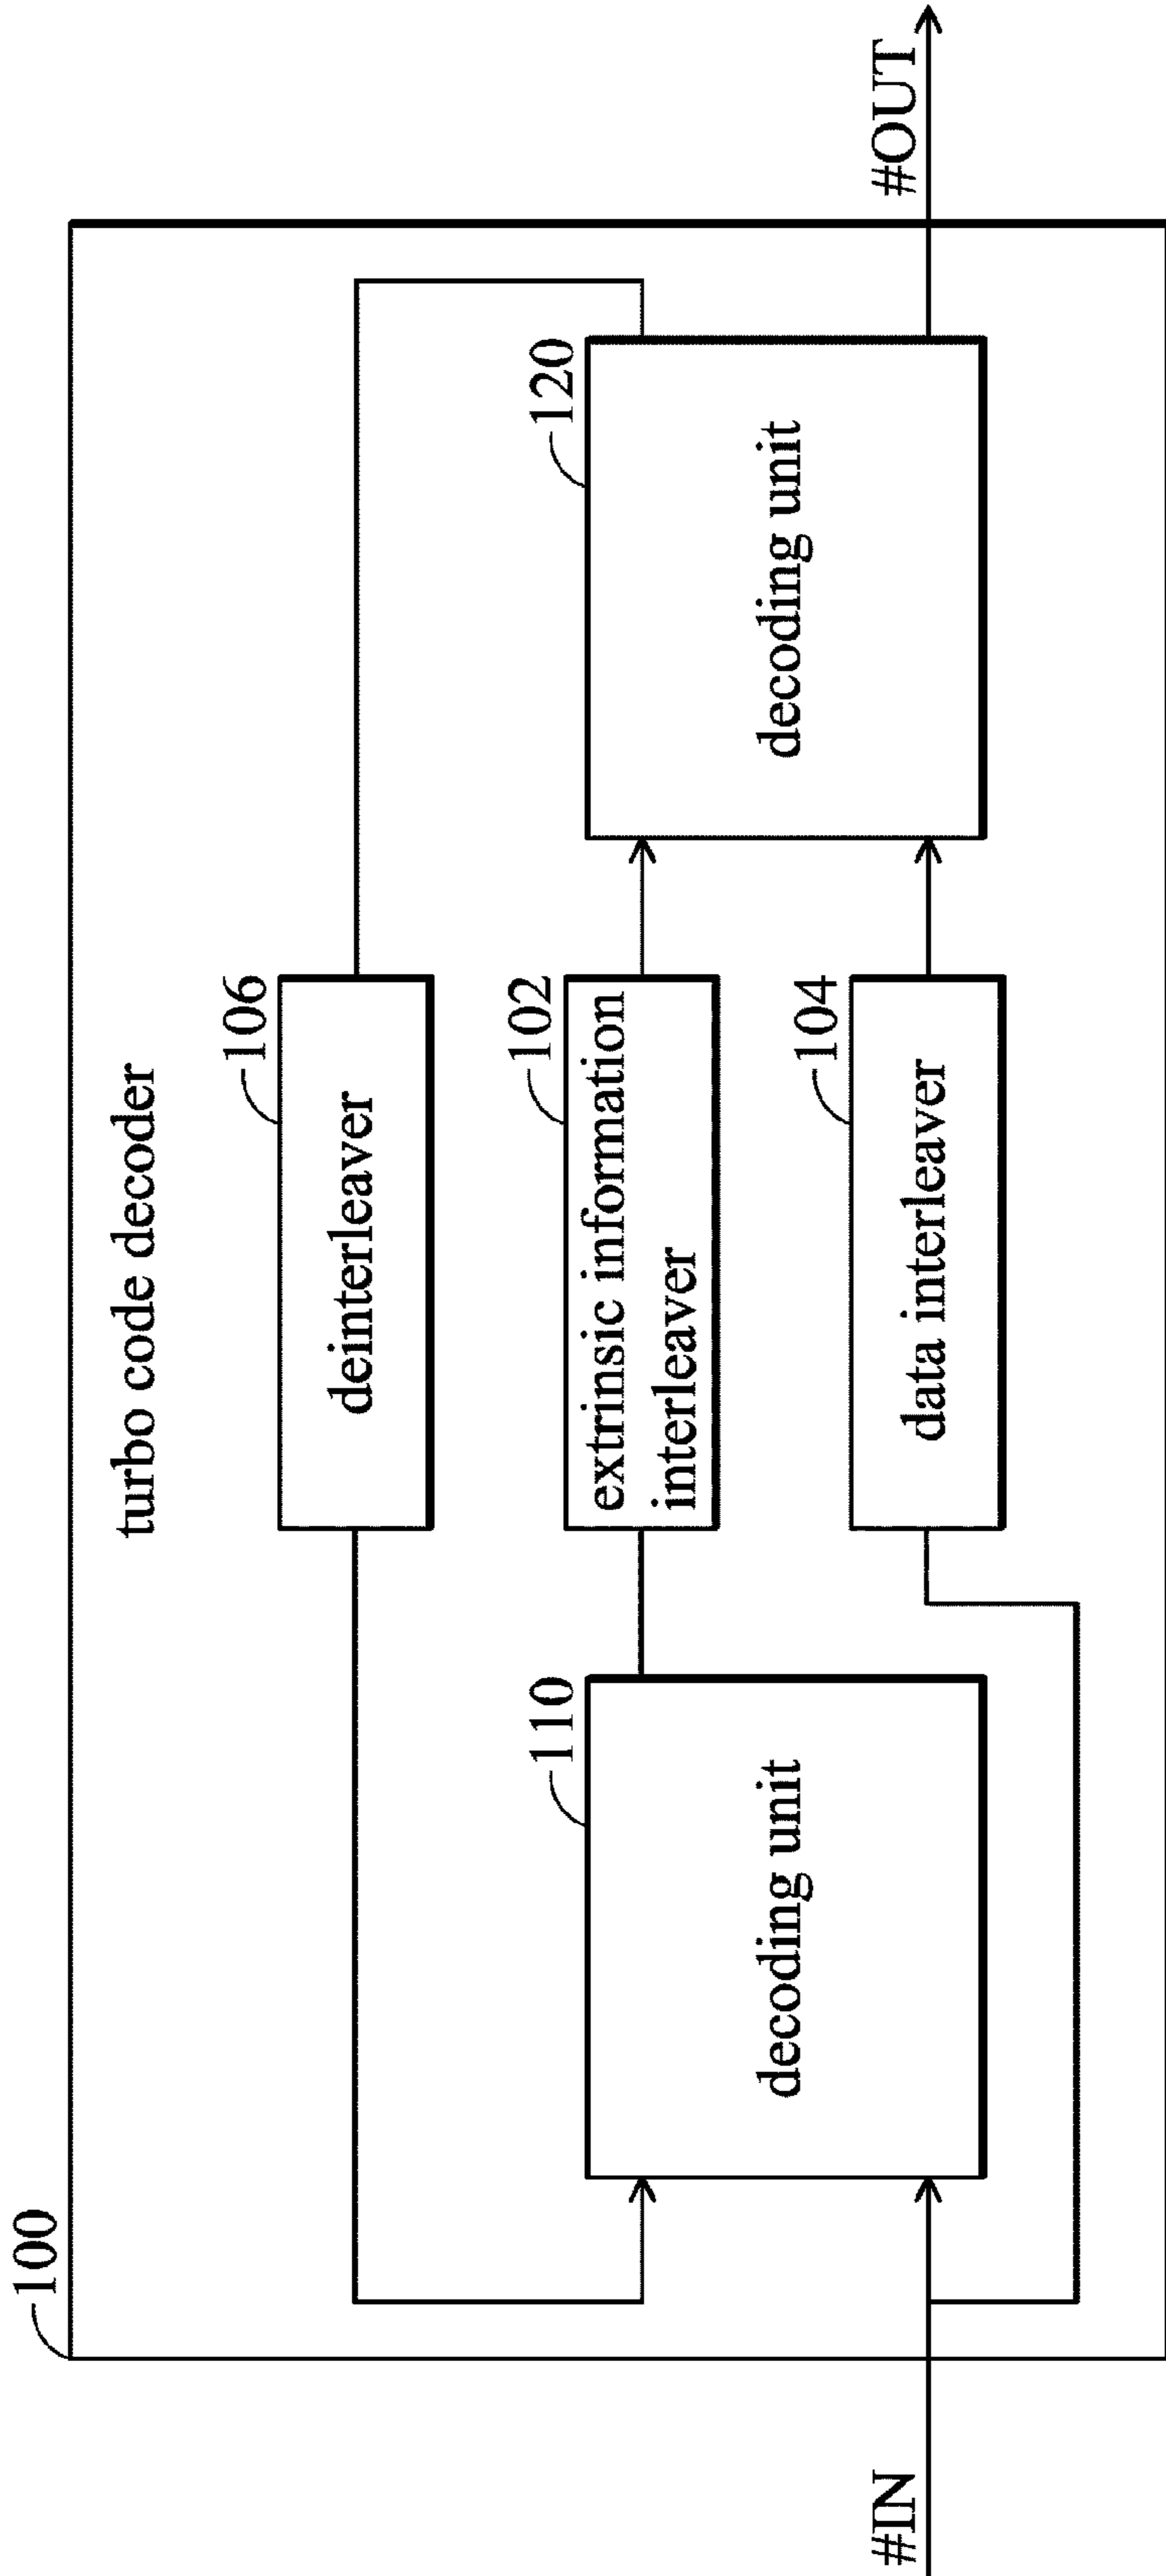 100
turbo code decoder
106
deinterleaver
110
decoding unit
102
extrinsic information
interleaver
120
decoding unit
104
data interleaver
#IN
#OUT